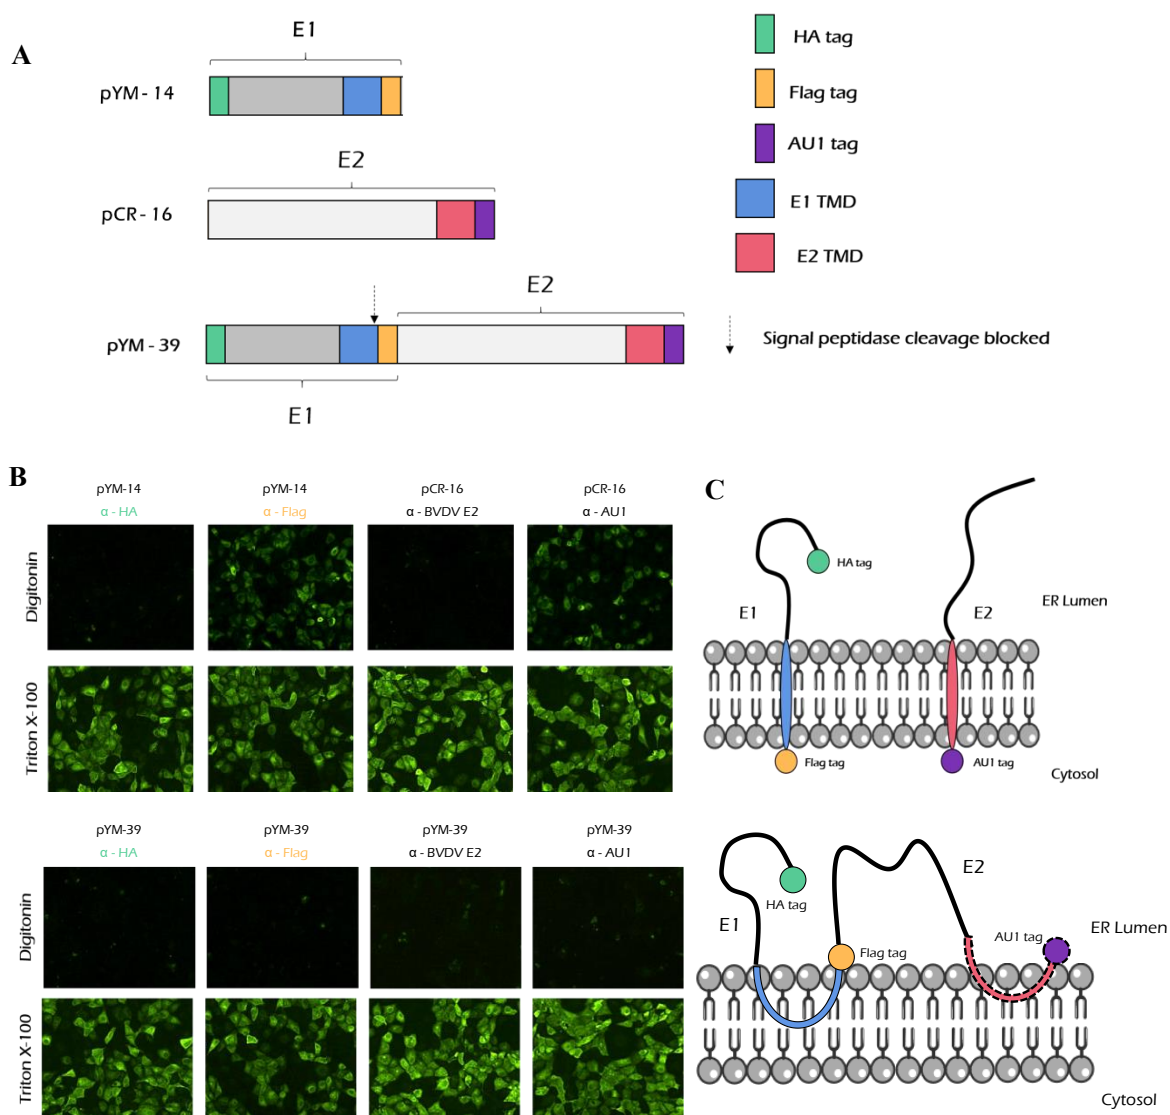 A
E1
pYM - 14
E2
pCR - 16
E2
pYM - 39
E1
HA tag
Flag tag
AU1 tag
E1 TMD
E2 TMD
Signal peptidase cleavage blocked
B
pYM-14
α - HA
pYM-14
α - Flag
pCR-16
α - BVDV E2
pCR-16
α - AU1
Digitonin
Triton X-100
pYM-39
α - HA
pYM-39
α - Flag
pYM-39
α - BVDV E2
pYM-39
α - AU1
Digitonin
Triton X-100
C
HA tag
E1
E2
ER Lumen
Flag tag
AU1 tag
Cytosol
E2
HA tag
E1
Flag tag
AU1 tag
ER Lumen
Cytosol